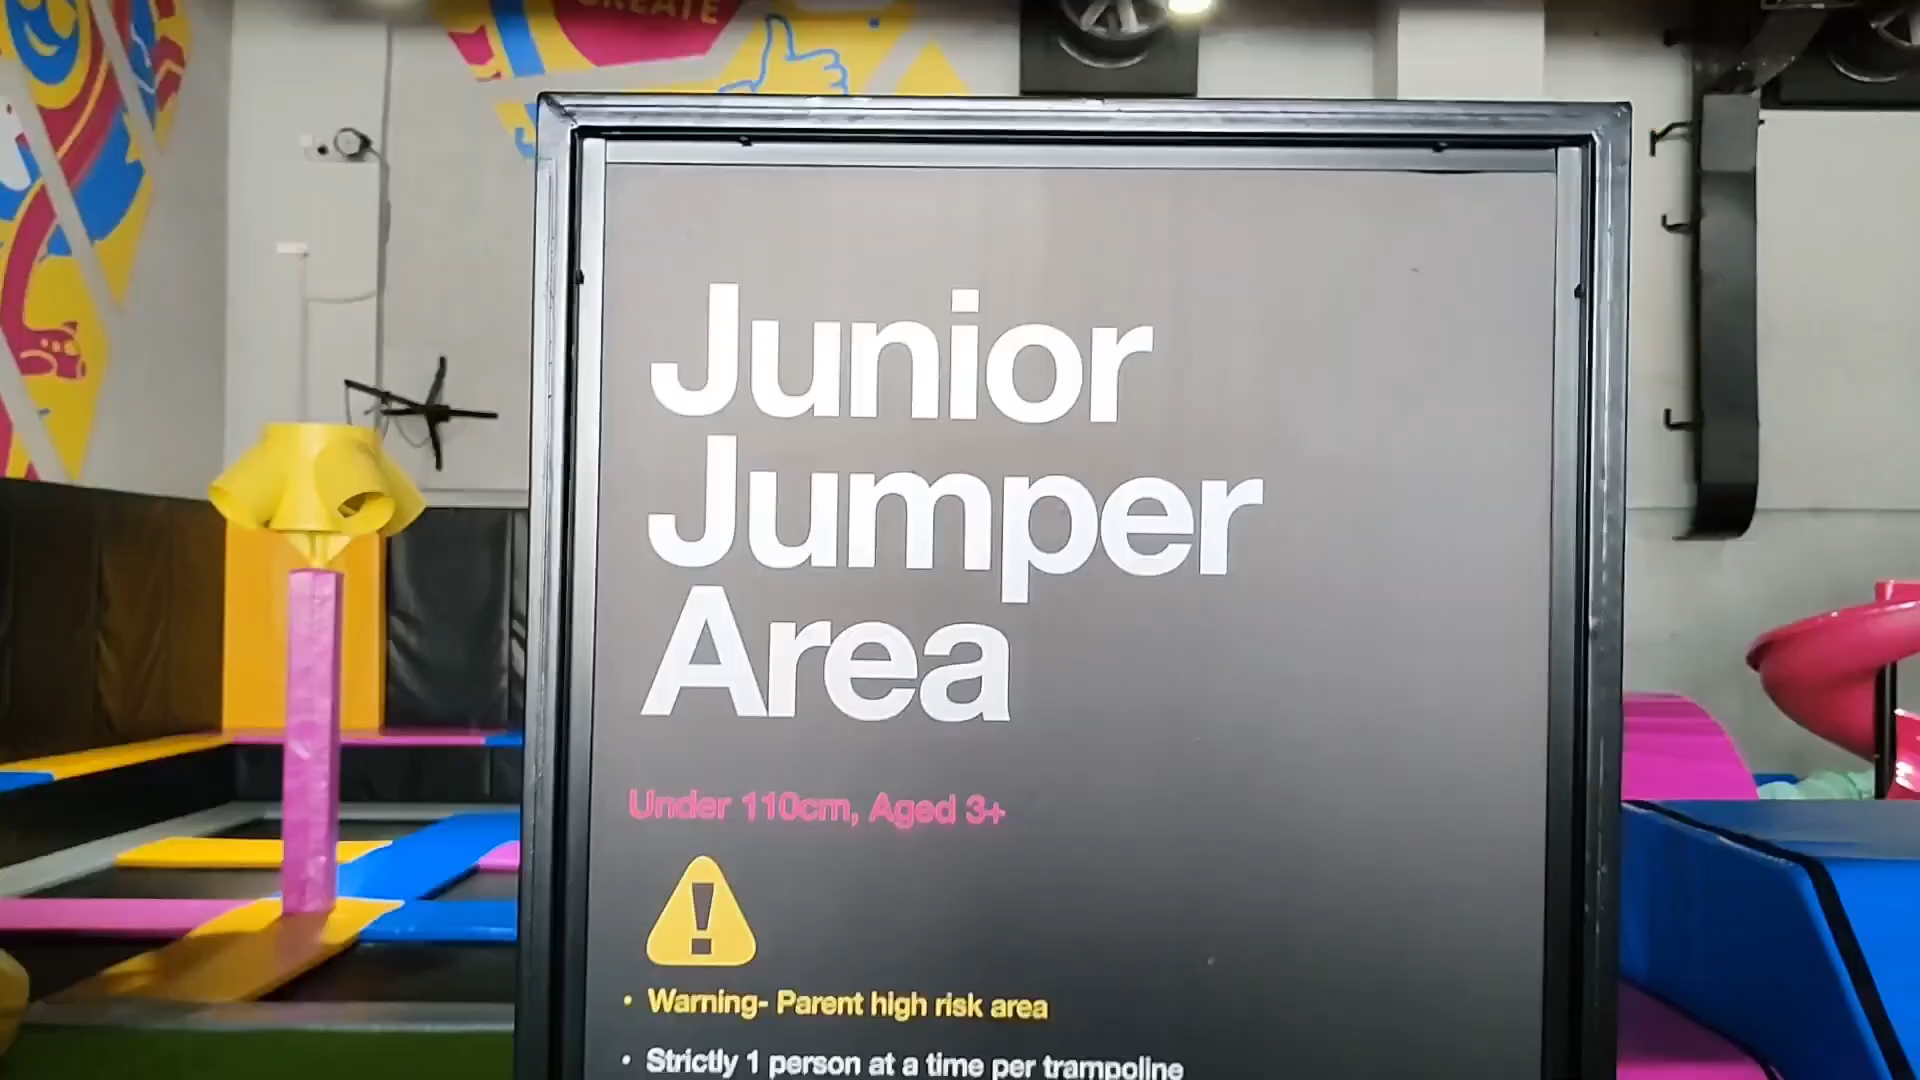 CREATE
Junior
Jumper
Area
Under 110cm, Aged 3+
• Warning- Parent high risk area
• Strictly 1 person at a time per trampoline